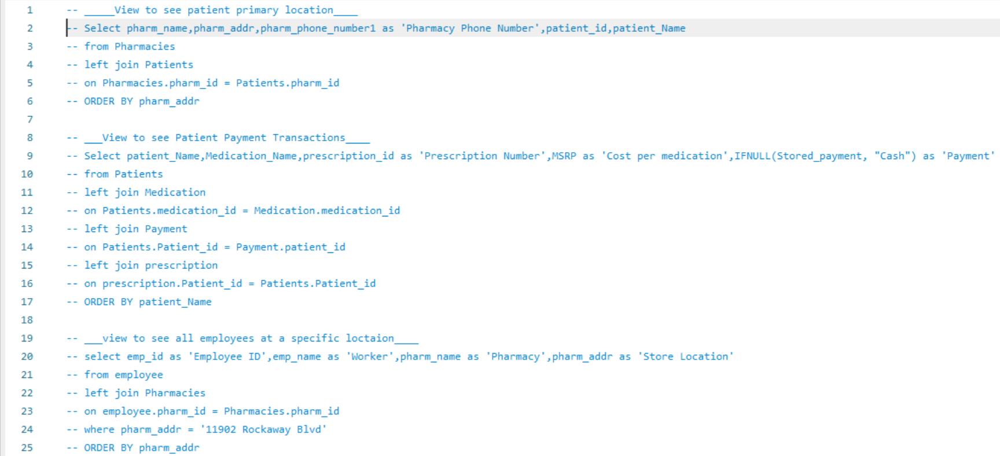 1 -- _____View to see patient primary location____
2 -- Select pharm_name,pharm_addr,pharm_phone_number1 as 'Pharmacy Phone Number',patient_id,patient_Name
3 -- from Pharmacies
4 -- left join Patients
5 -- on Pharmacies.pharm_id = Patients.pharm_id
6 -- ORDER BY pharm_addr
7
8 -- ___View to see Patient Payment Transactions____
9 -- Select patient_Name,Medication_Name,prescription_id as 'Prescription Number',MSRP as 'Cost per medication',IFNULL(Stored_payment, "Cash") as 'Payment'
10 -- from Patients
11 -- left join Medication
12 -- on Patients.medication_id = Medication.medication_id
13 -- left join Payment
14 -- on Patients.Patient_id = Payment.patient_id
15 -- left join prescription
16 -- on prescription.Patient_id = Patients.Patient_id
17 -- ORDER BY patient_Name
18
19 -- ___view to see all employees at a specific loctaion____
20 -- select emp_id as 'Employee ID',emp_name as 'Worker',pharm_name as 'Pharmacy',pharm_addr as 'Store Location'
21 -- from employee
22 -- left join Pharmacies
23 -- on employee.pharm_id = Pharmacies.pharm_id
24 -- where pharm_addr = '11902 Rockaway Blvd'
25 -- ORDER BY pharm_addr